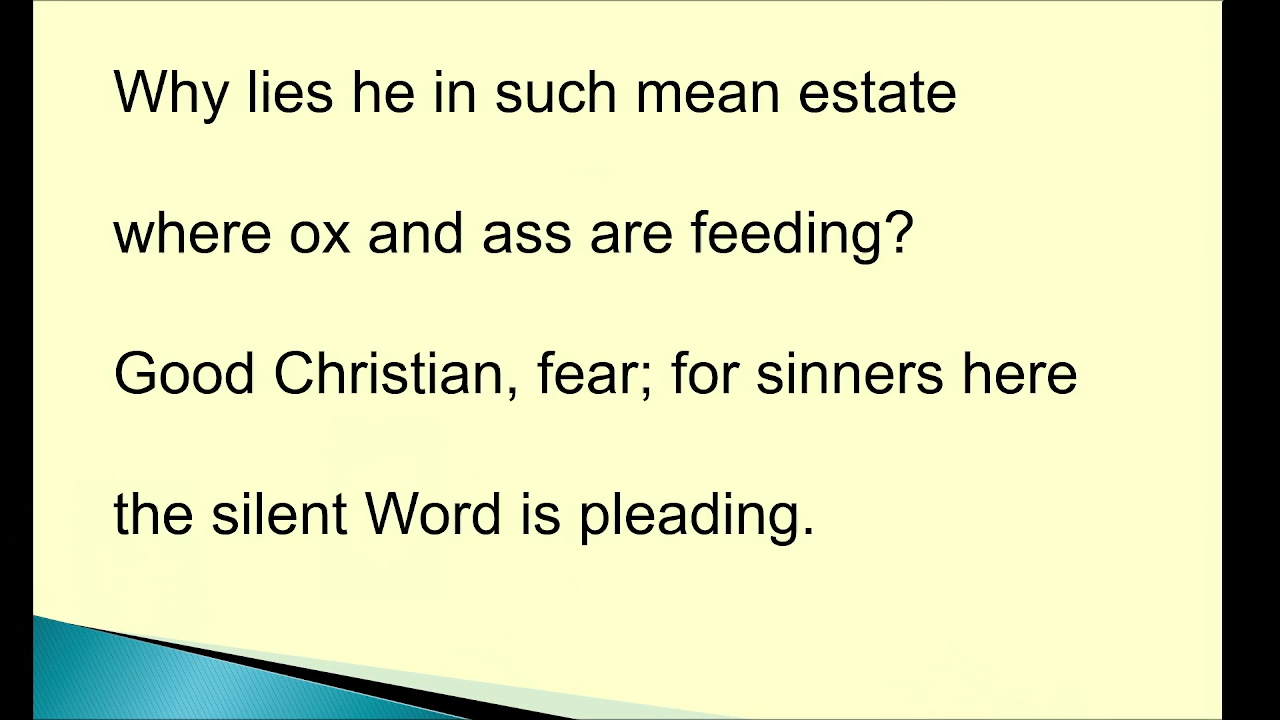 Why lies he in such mean estate
where ox and ass are feeding?
Good Christian, fear; for sinners here
the silent Word is pleading.